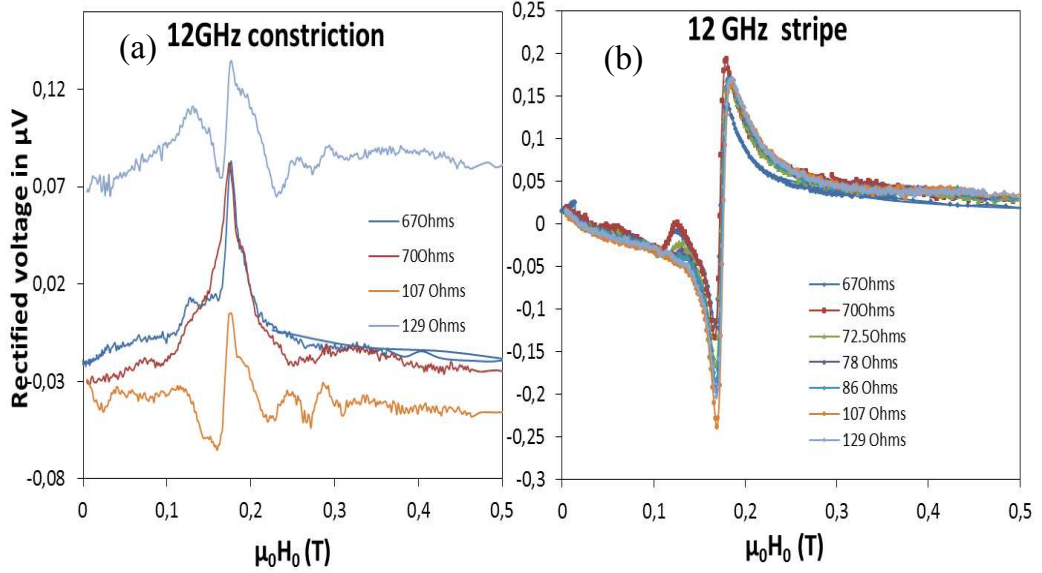 (a) 12GHz constriction
Rectified voltage in µV
0,12
0,07
0,02
-0,03
-0,08
0
0,1
0,2
0,3
0,4
0,5
µ0H0 (T)
67Ohms
70Ohms
107 Ohms
129 Ohms
(b) 12 GHz stripe
0,25
0,2
0,15
0,1
0,05
0
-0,05
-0,1
-0,15
-0,2
-0,25
-0,3
0
0,1
0,2
0,3
0,4
0,5
µ0H0 (T)
67Ohms
70Ohms
72.5Ohms
78 Ohms
86 Ohms
107 Ohms
129 Ohms